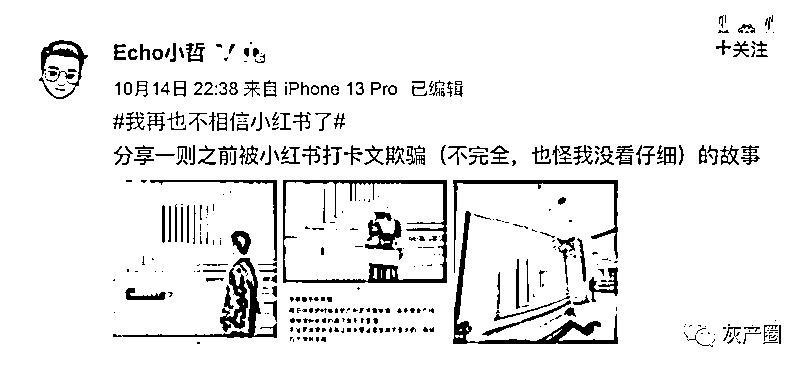 Echo小哲
+关注
10月14日 22:38 来自 iPhone 13 Pro 已编辑
#我再也不相信小红书了#
分享一则之前被小红书打卡文欺骗（不完全，也怪我没看仔细）的故事
灰产圈